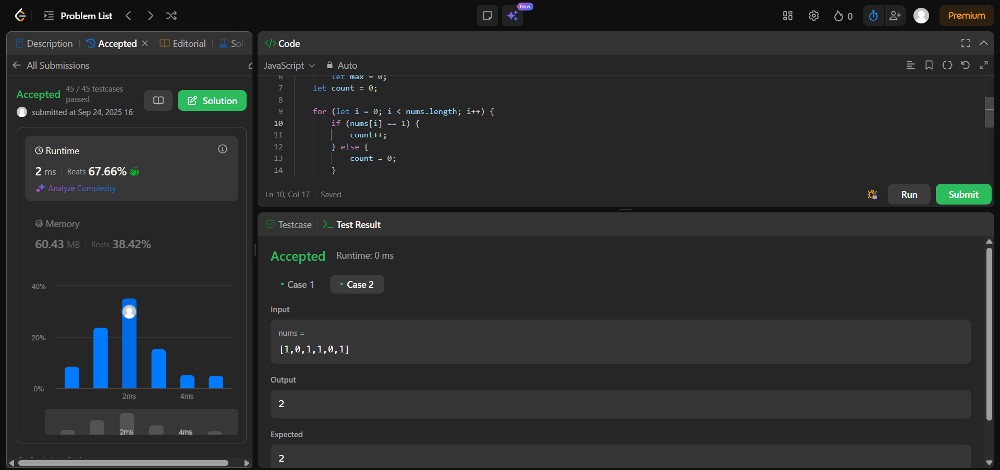 Problem List
New
0
Premium
Description
Accepted
Editorial
Sol
All Submissions
Accepted
45 / 45 testcases
passed
submitted at Sep 24, 2025 16:
Solution
Runtime
2 ms
Beats 67.66%
Analyze Complexity
Memory
60.43 MB
Beats 38.42%
40%
20%
0%
2ms
4ms
2ms
4ms
</> Code
JavaScript
Auto
6 let max = 0;
7 let count = 0;
8
9 for (let i = 0; i < nums.length; i++) {
10 if (nums[i] == 1) {
11 count++;
12 } else {
13 count = 0;
14 }
Ln 10, Col 17
Saved
Run
Submit
Testcase
Test Result
Accepted
Runtime: 0 ms
Case 1
Case 2
Input
nums =
[1,0,1,1,0,1]
Output
2
Expected
2